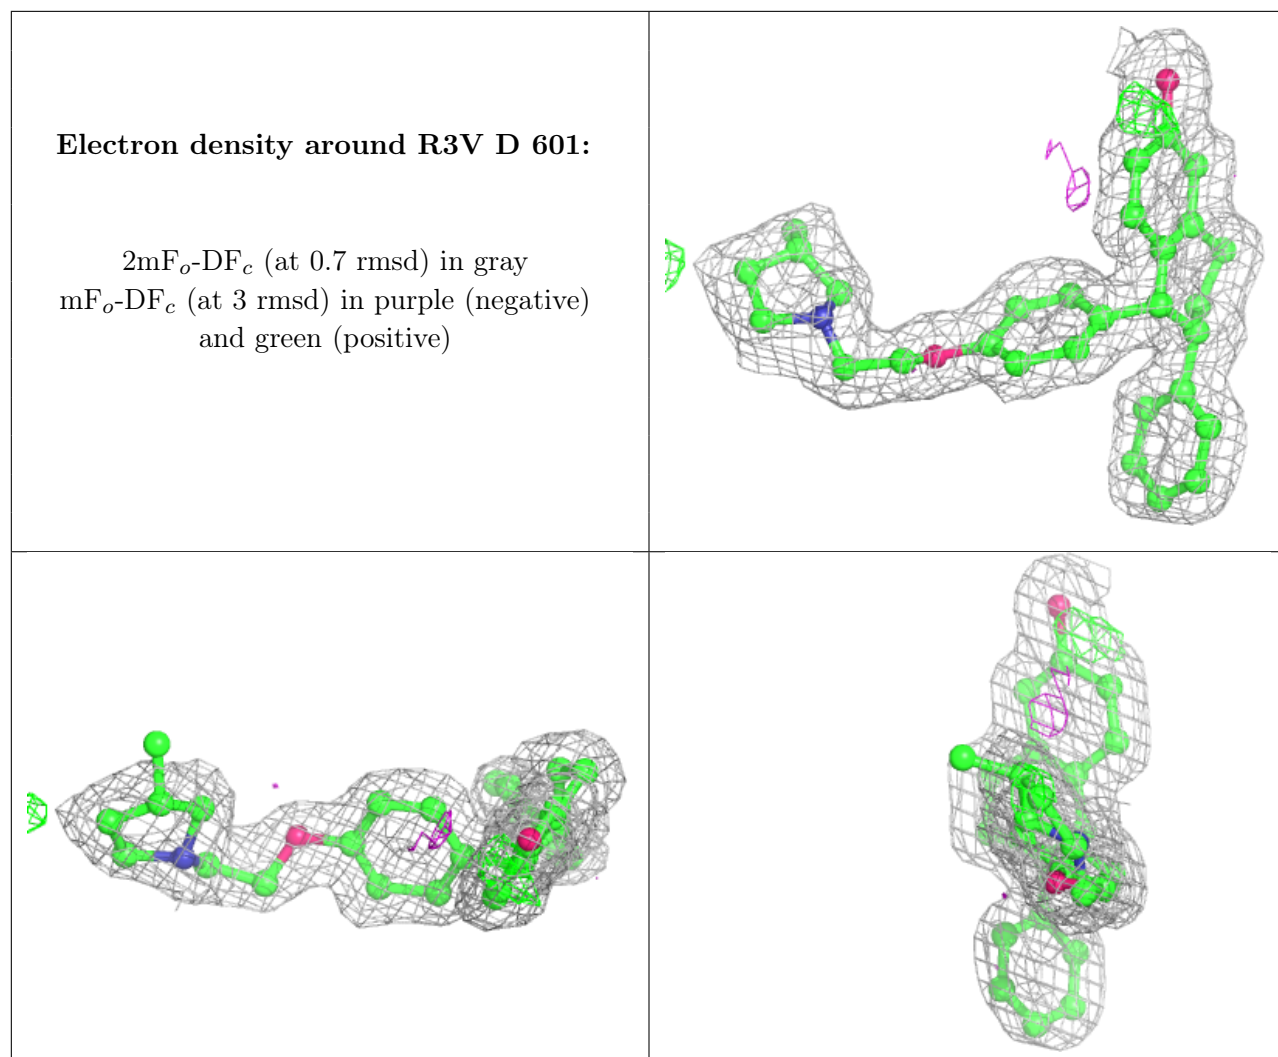 Electron density around R3V D 601:
2mFₒ-DF𝒸 (at 0.7 rmsd) in gray
mFₒ-DF𝒸 (at 3 rmsd) in purple (negative)
and green (positive)